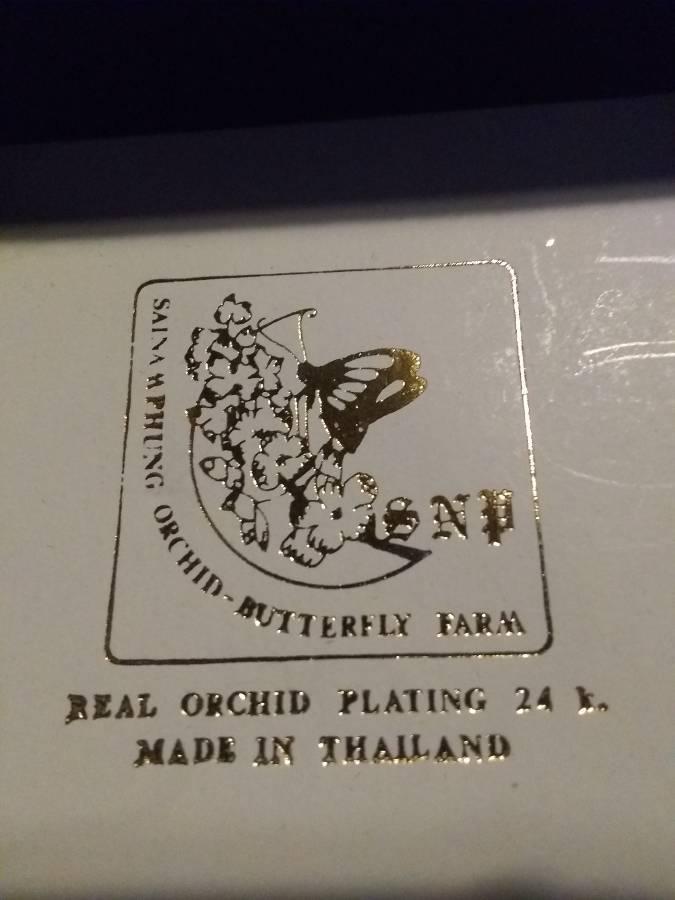 SAINAMPHUNG ORCHID-BUTTERFLY FARM
SNP
REAL ORCHID PLATING 24 k.
MADE IN THAILAND